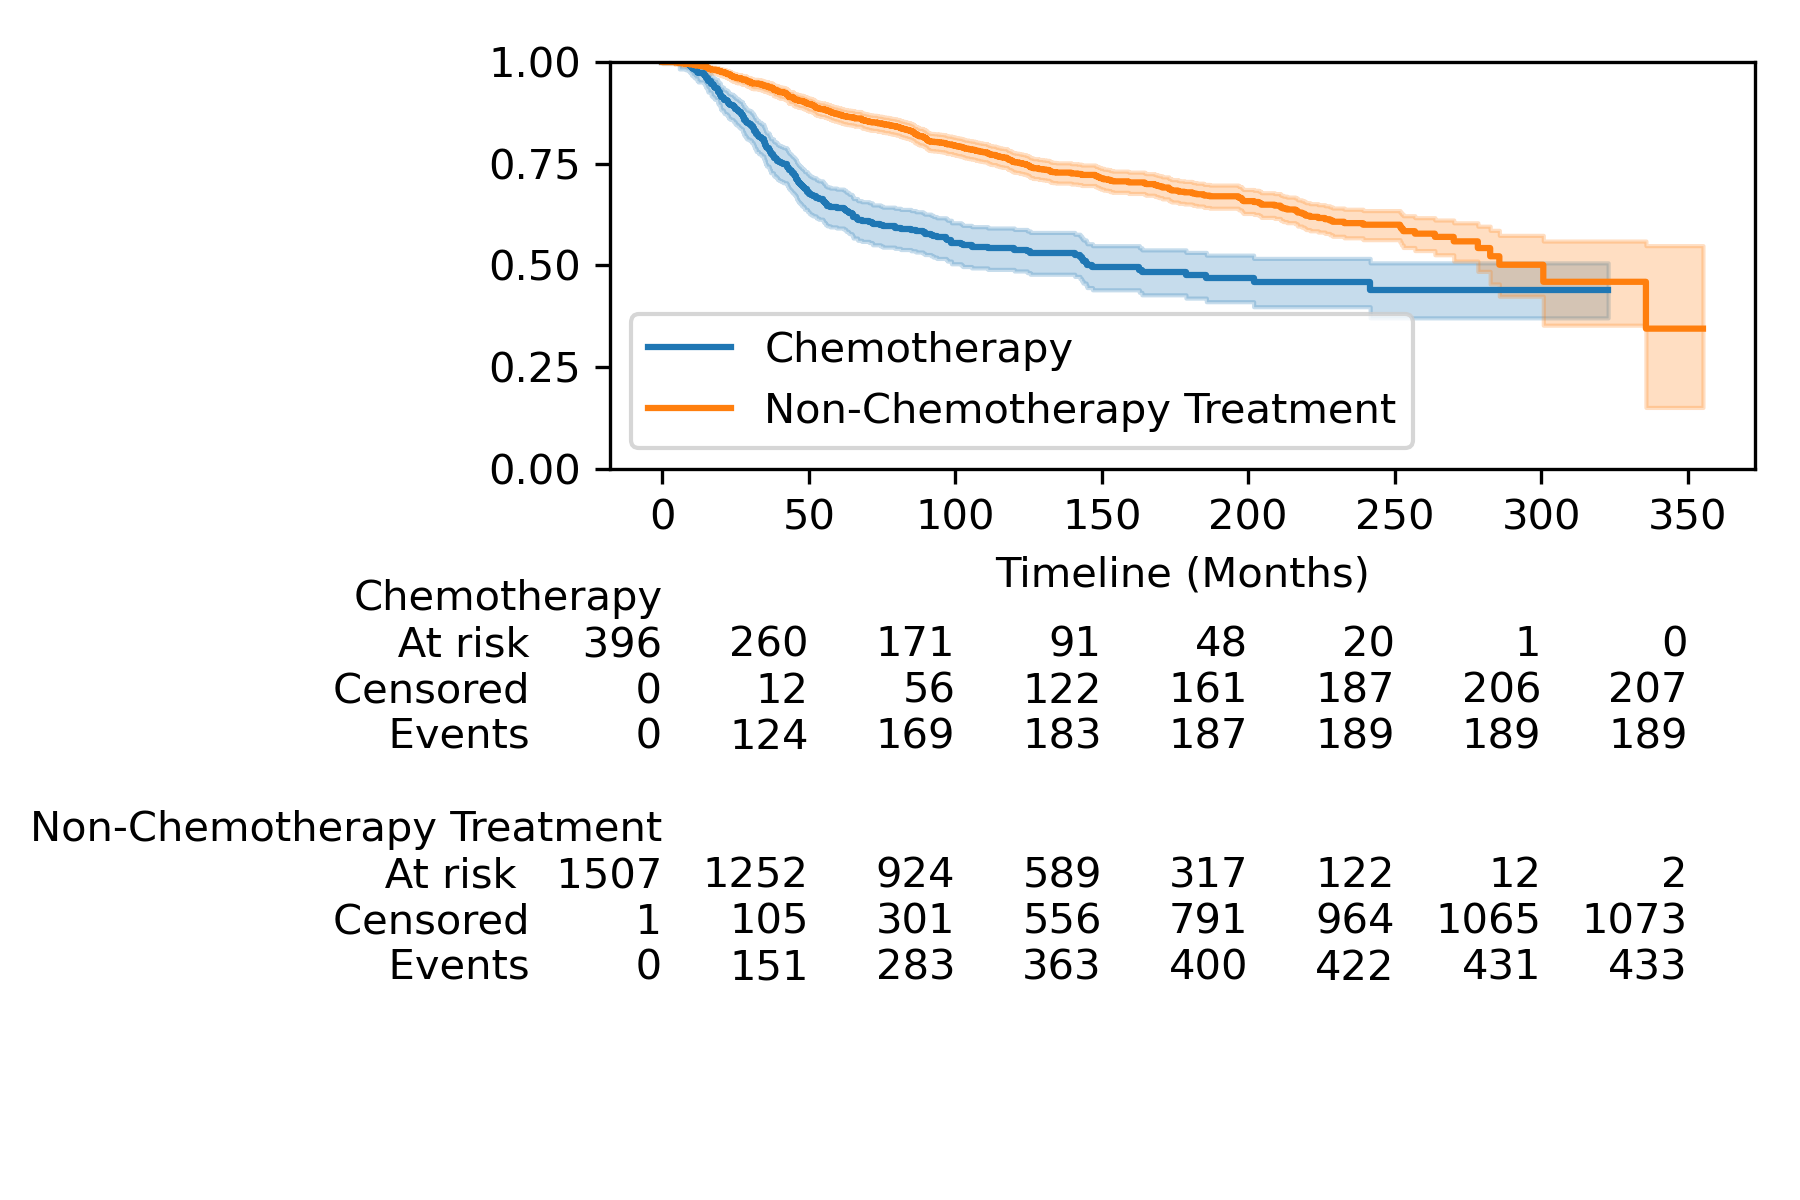 1.00
0.75
0.50
0.25
0.00
Chemotherapy
Non-Chemotherapy Treatment
0 50 100 150 200 250 300 350
Timeline (Months)
Chemotherapy
At risk 396 260 171 91 48 20 1 0
Censored 0 12 56 122 161 187 206 207
Events 0 124 169 183 187 189 189 189
Non-Chemotherapy Treatment
At risk 1507 1252 924 589 317 122 12 2
Censored 1 105 301 556 791 964 1065 1073
Events 0 151 283 363 400 422 431 433